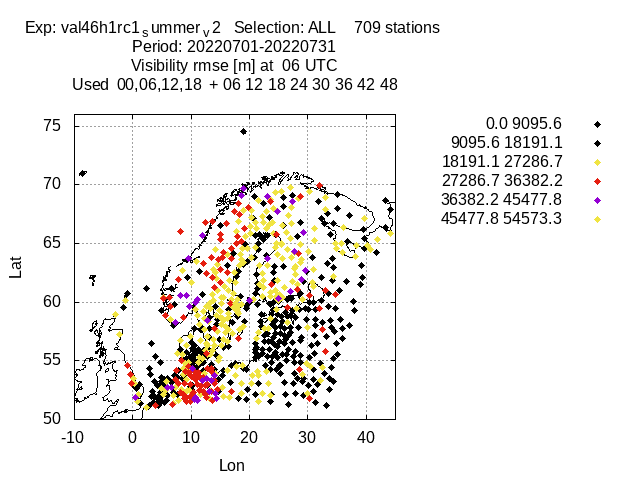 Exp: val46h1rc1summerv2 Selection: ALL 709 stations
Period: 20220701-20220731
Visibility rmse [m] at 06 UTC
Used 00,06,12,18 + 06 12 18 24 30 36 42 48
0.0 9095.6
9095.6 18191.1
18191.1 27286.7
27286.7 36382.2
36382.2 45477.8
45477.8 54573.3
75
70
65
60
55
50
Lat
-10 0 10 20 30 40
Lon